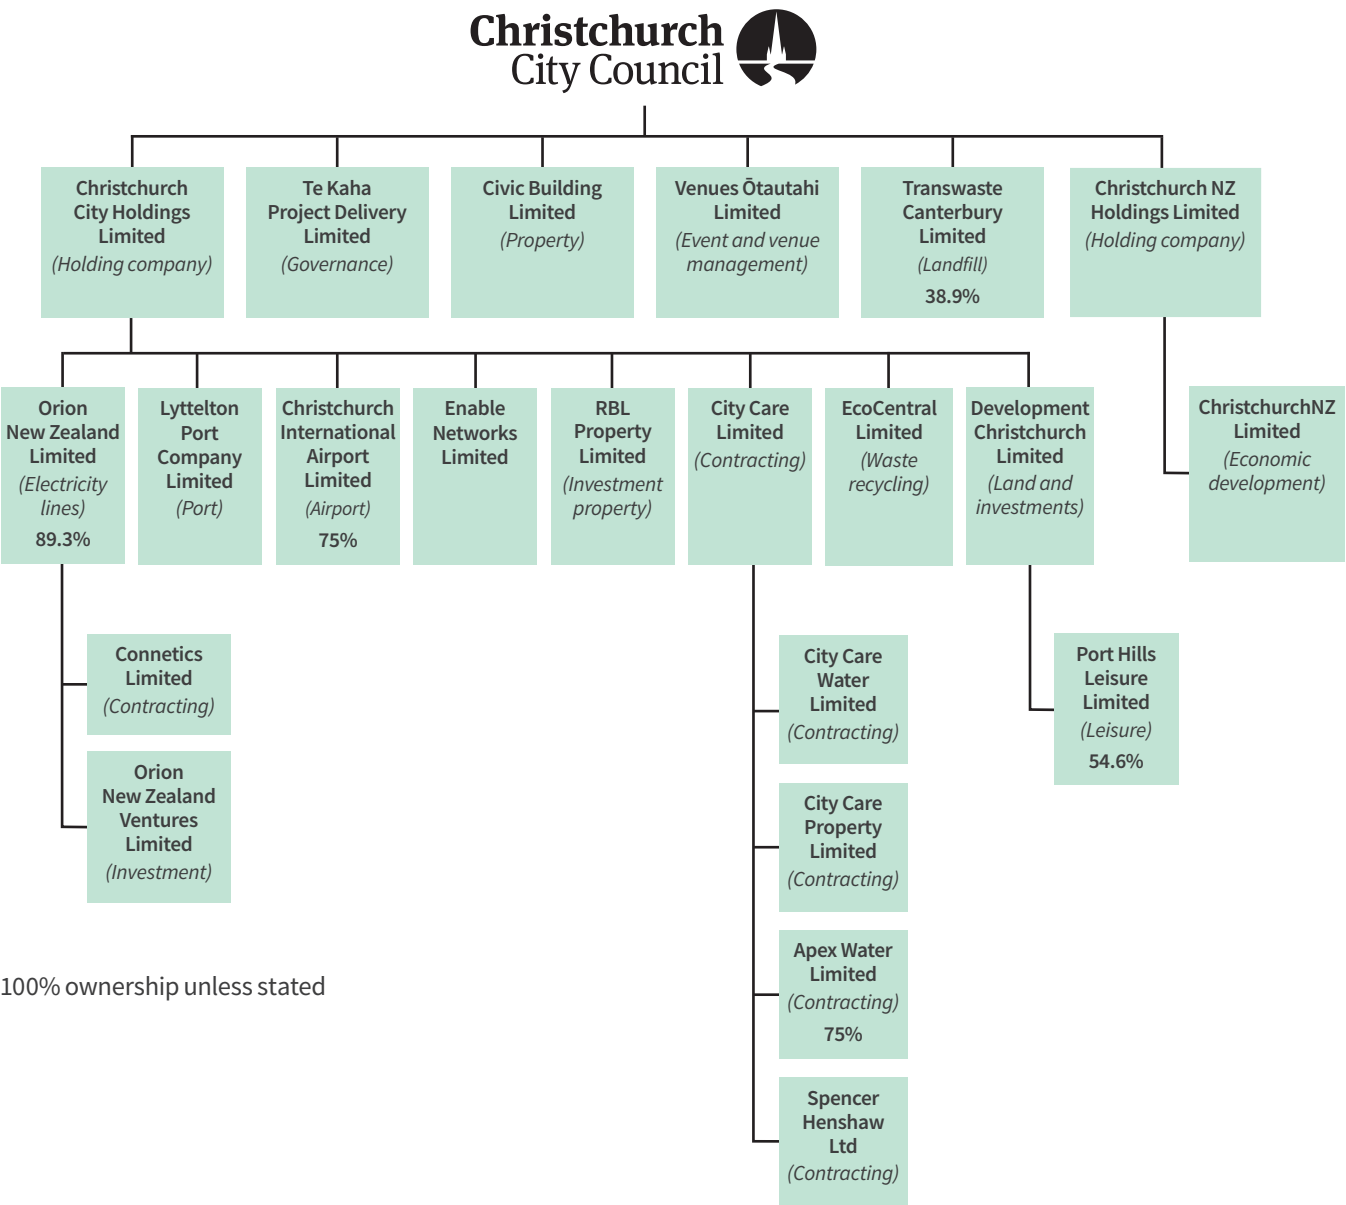 Christchurch
City Council
Christchurch
City Holdings
Limited
(Holding company)
Te Kaha
Project Delivery
Limited
(Governance)
Civic Building
Limited
(Property)
Venues Ōtautahi
Limited
(Event and venue
management)
Transwaste
Canterbury
Limited
(Landfill)
38.9%
Christchurch NZ
Holdings Limited
(Holding company)
Orion
New Zealand
Limited
(Electricity
lines)
89.3%
Lyttelton
Port
Company
Limited
(Port)
Christchurch
International
Airport
Limited
(Airport)
75%
Enable
Networks
Limited
RBL
Property
Limited
(Investment
property)
City Care
Limited
(Contracting)
EcoCentral
Limited
(Waste
recycling)
Development
Christchurch
Limited
(Land and
investments)
ChristchurchNZ
Limited
(Economic
development)
Connetics
Limited
(Contracting)
Orion
New Zealand
Ventures
Limited
(Investment)
City Care
Water
Limited
(Contracting)
City Care
Property
Limited
(Contracting)
Apex Water
Limited
(Contracting)
75%
Spencer
Henshaw
Ltd
(Contracting)
Port Hills
Leisure
Limited
(Leisure)
54.6%
100% ownership unless stated